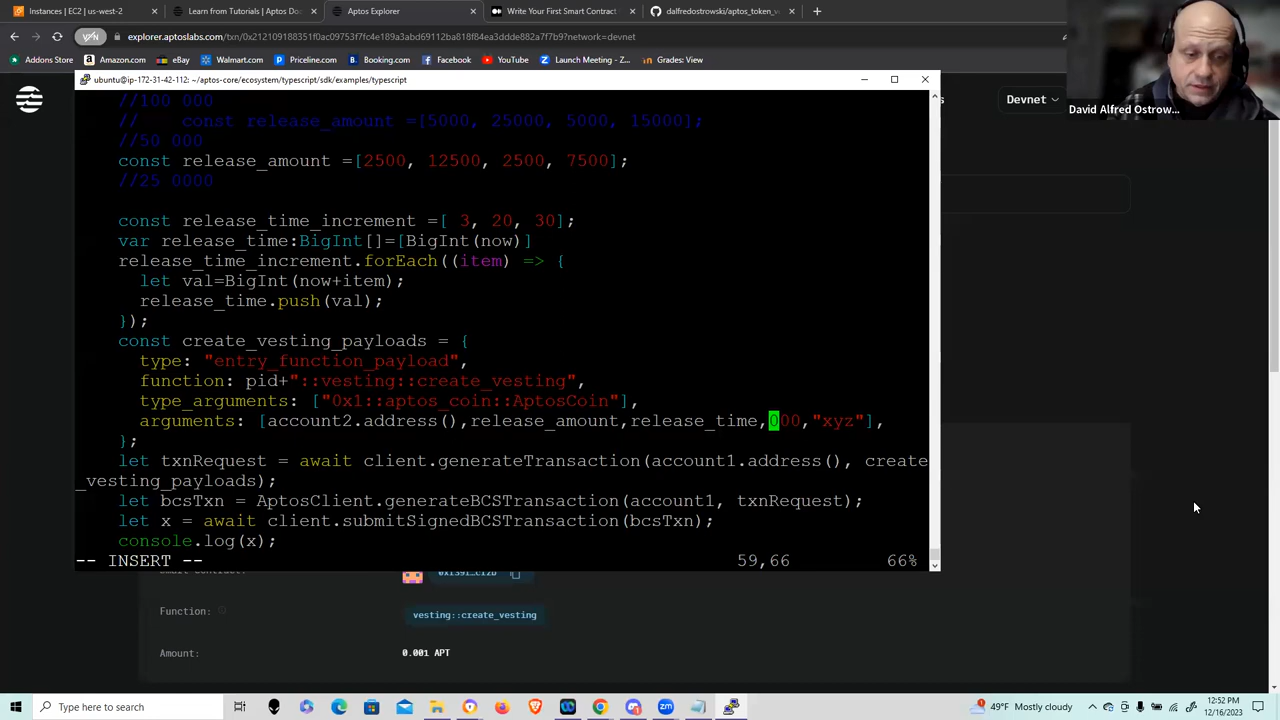 Instances | EC2 | us-east-1
Learn from Tutorials | Aptos Do
Aptos Explorer
Write Your First Smart Contract
dalfredostrowski/aptos_token_v
explorer.aptoslabs.com/txn/0x212109188351f0ac09753f7fc4e189a3abd69112ba818f84ea3ddde882a7f7b9?network=devnet
Addons Store
Amazon.com
Walmart.com
Priceline.com
Booking.com
Facebook
YouTube
Launch Meeting - Z...
Grades: View
ubuntu@ip-172-31-42-112: ~/aptos-core/ecosystem/typescript/sdk/examples/typescript
Devnet
David Alfred Ostrow...
//100 000
//    const release_amount =[5000, 25000, 5000, 15000];
//50 000
const release_amount =[2500, 12500, 2500, 7500];
//25 0000
const release_time_increment =[ 3, 20, 30];
var release_time:BigInt[]=[BigInt(now)]
release_time_increment.forEach((item) => {
let val=BigInt(now+item);
release_time.push(val);
});
const create_vesting_payloads = {
type: "entry_function_payload",
function: pid+"::vesting::create_vesting",
type_arguments: ["0x1::aptos_coin::AptosCoin"],
arguments: [account2.address(),release_amount,release_time,000,"xyz"],
};
let txnRequest = await client.generateTransaction(account1.address(), create
_vesting_payloads);
let bcsTxn = AptosClient.generateBCSTransaction(account1, txnRequest);
let x = await client.submitSignedBCSTransaction(bcsTxn);
console.log(x);
-- INSERT --
59,66
66%
Function:
vesting::create_vesting
Amount:
0.001 APT
Type here to search
49°F Mostly cloudy
12:52 PM
12/16/2023